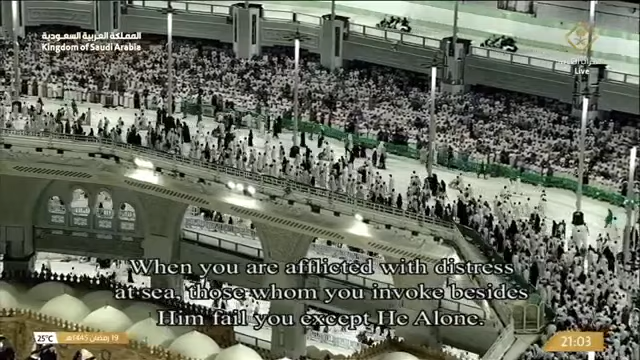 المملكة العربية السعودية
Kingdom of Saudi Arabia
Live
When you are afflicted with distress
at sea, those whom you invoke besides
Him fail you except He Alone.
25°C
19 رمضان 1445هـ
21:03